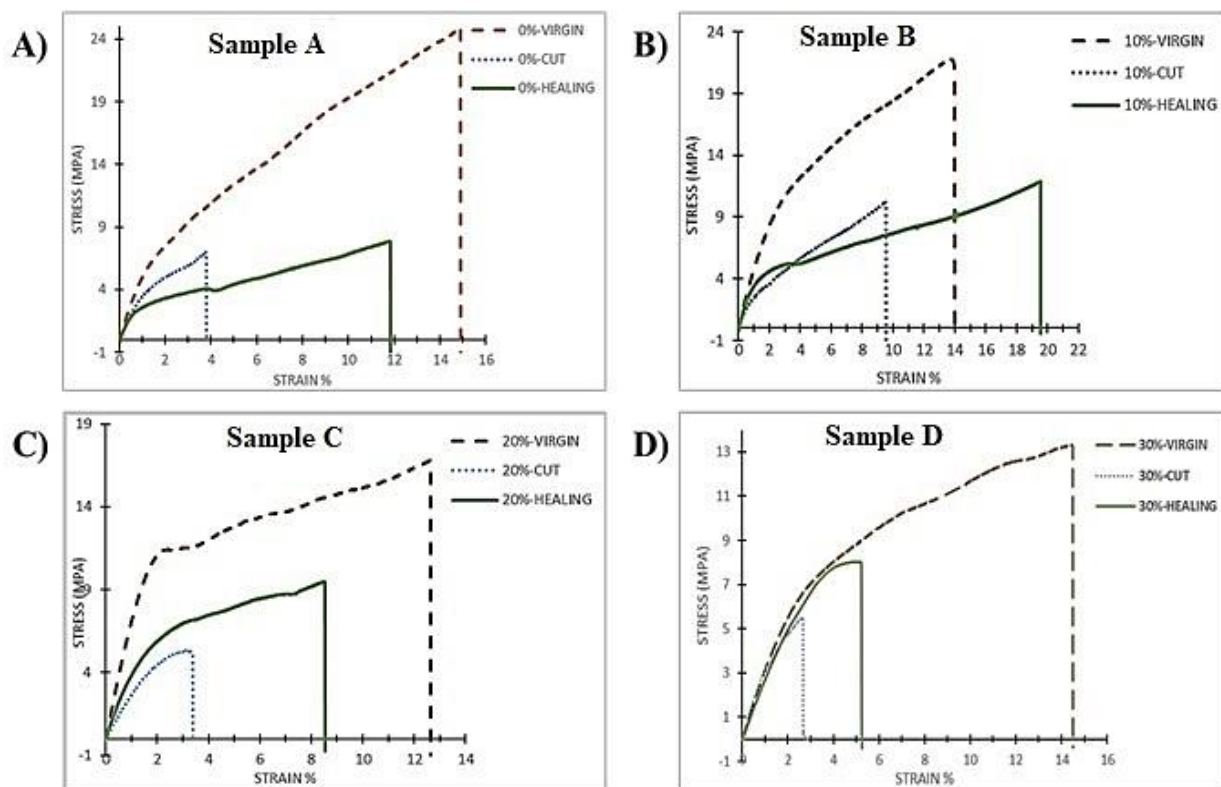 A)
Sample A
0%-VIRGIN
0%-CUT
0%-HEALING
STRESS (MPA)
24
19
14
9
4
-1
0 2 4 6 8 10 12 14 16
STRAIN %
B)
Sample B
10%-VIRGIN
10%-CUT
10%-HEALING
STRESS (MPA)
24
19
14
9
4
-1
0 2 4 6 8 10 12 14 16 18 20 22
STRAIN %
C)
Sample C
20%-VIRGIN
20%-CUT
20%-HEALING
STRESS (MPA)
19
14
9
4
-1
0 2 4 6 8 10 12 14
STRAIN %
D)
Sample D
30%-VIRGIN
30%-CUT
30%-HEALING
STRESS (MPA)
13
11
9
7
5
3
1
-1
0 2 4 6 8 10 12 14 16
STRAIN %